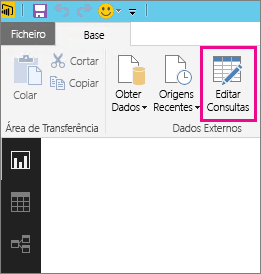 Ficheiro Base
Cortar
Copiar
Colar
Obter
Dados
Origens
Recentes
Editar
Consultas
Área de Transferência
Dados Externos